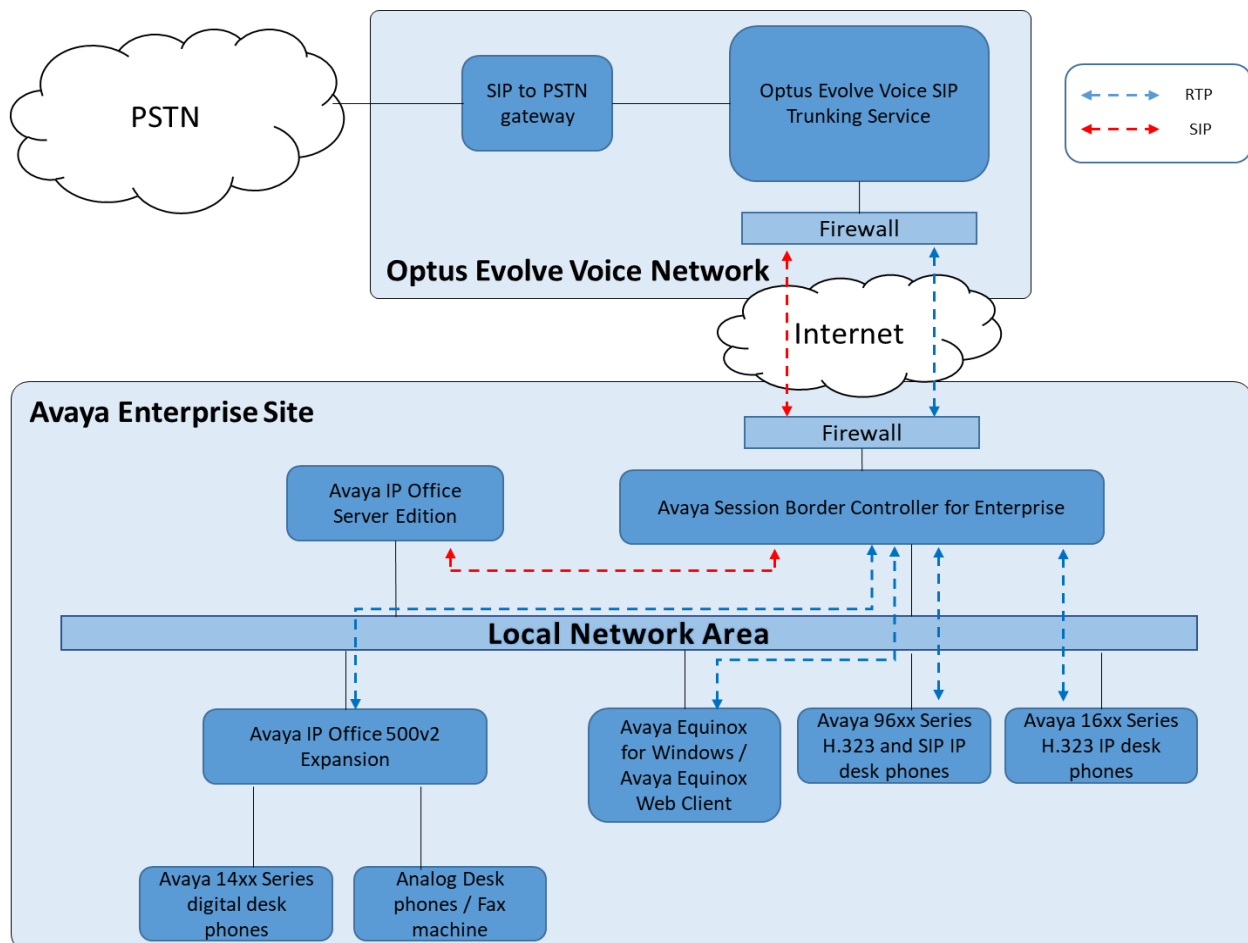 PSTN
SIP to PSTN
gateway
Optus Evolve Voice SIP
Trunking Service
RTP
SIP
Firewall
Optus Evolve Voice Network
Internet
Avaya Enterprise Site
Firewall
Avaya IP Office
Server Edition
Avaya Session Border Controller for Enterprise
Local Network Area
Avaya IP Office 500v2
Expansion
Avaya Equinox
for Windows /
Avaya Equinox
Web Client
Avaya 96xx Series
H.323 and SIP IP
desk phones
Avaya 16xx Series
H.323 IP desk
phones
Avaya 14xx Series
digital desk
phones
Analog Desk
phones / Fax
machine